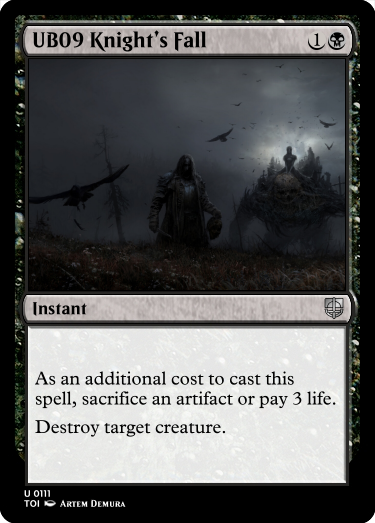 UB09 Knight's Fall 1
Instant
As an additional cost to cast this
spell, sacrifice an artifact or pay 3 life.
Destroy target creature.
U 0111
TOI Artem Demura